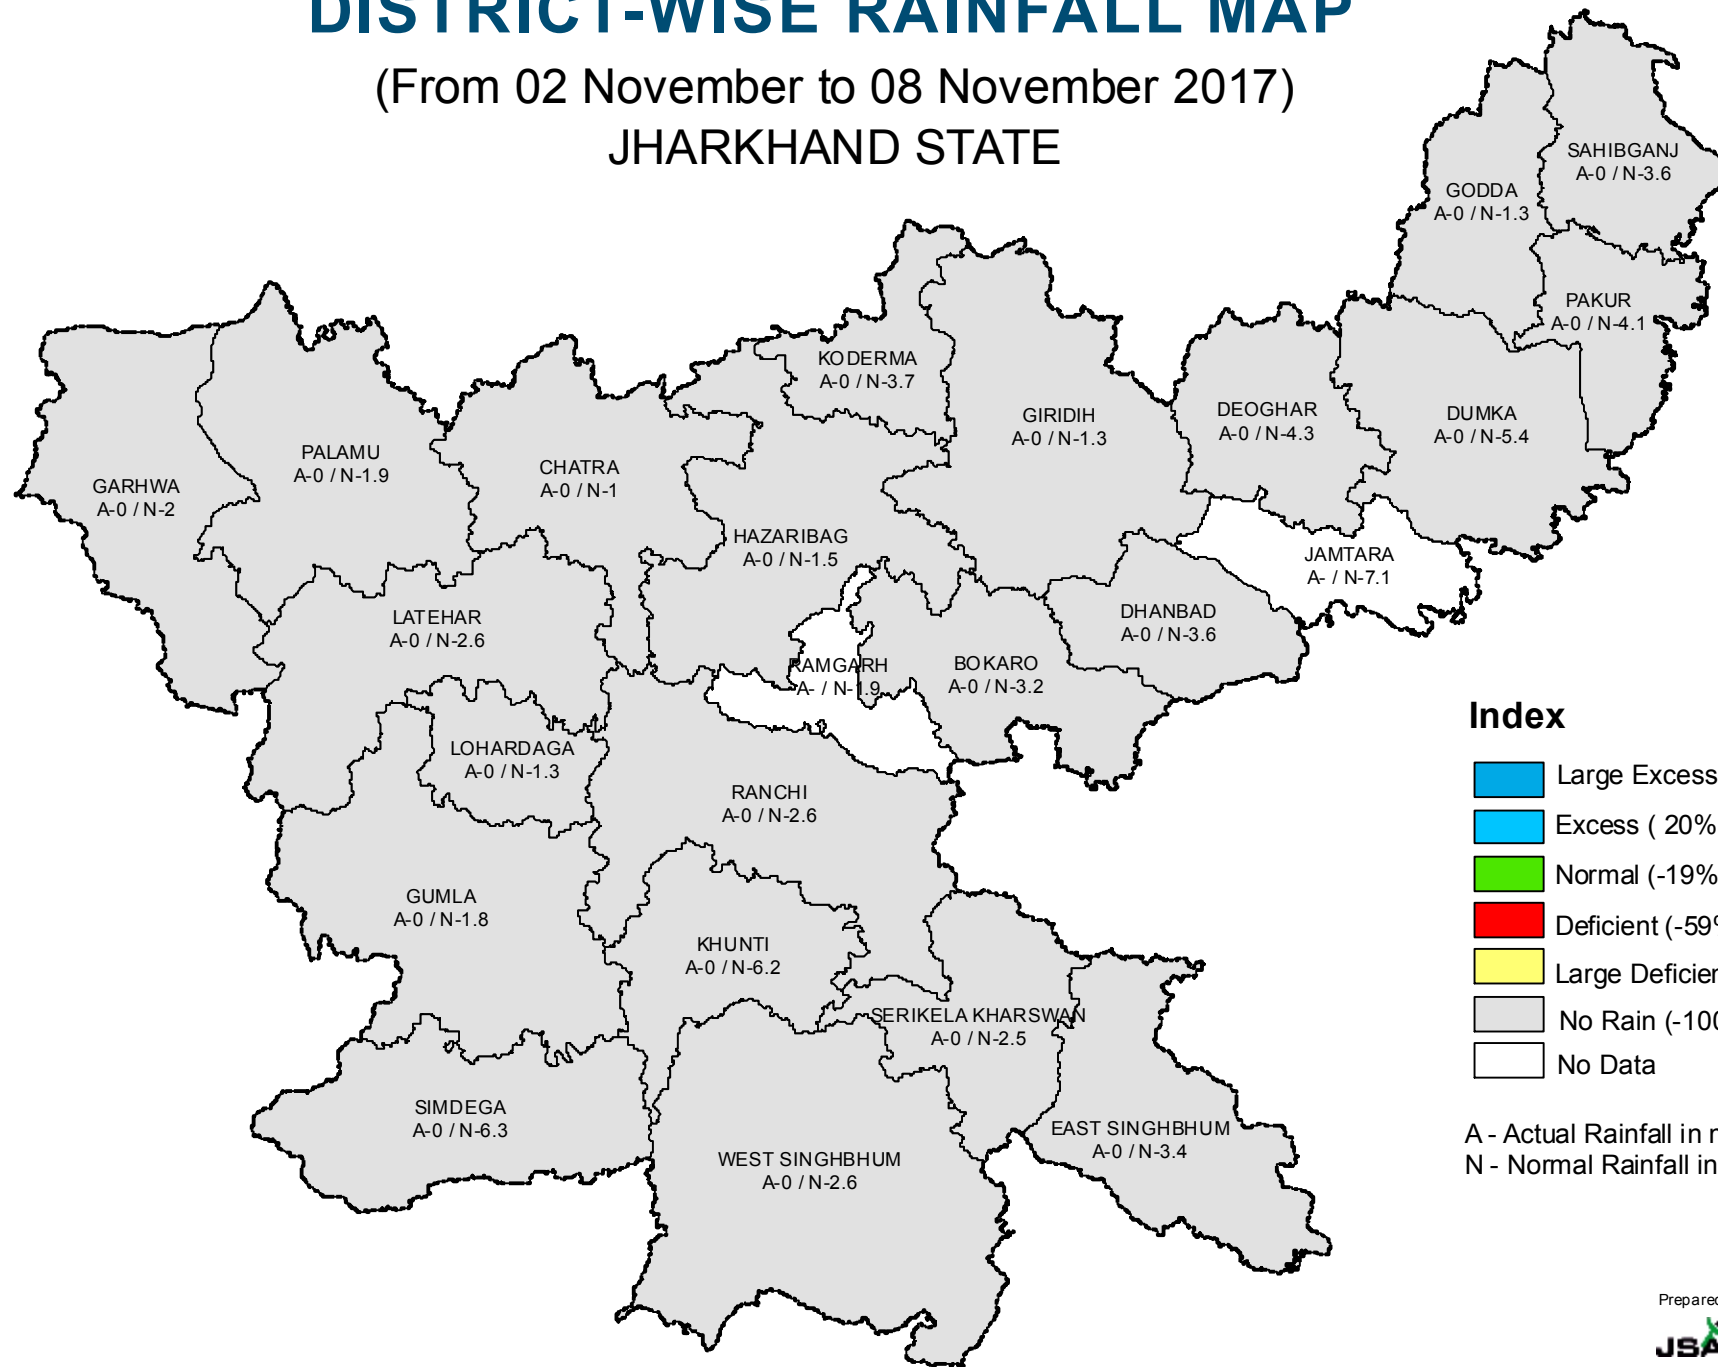 DISTRICT-WISE RAINFALL MAP
(From 02 November to 08 November 2017)
JHARKHAND STATE
SAHIBGANJ
A-0 / N-3.6
GODDA
A-0 / N-1.3
PAKUR
A-0 / N-4.1
KODERMA
A-0 / N-3.7
GIRIDIH
A-0 / N-1.3
DEOGHAR
A-0 / N-4.3
DUMKA
A-0 / N-5.4
PALAMU
A-0 / N-1.9
CHATRA
A-0 / N-1
GARHWA
A-0 / N-2
HAZARIBAG
A-0 / N-1.5
JAMTARA
A- / N-7.1
LATEHAR
A-0 / N-2.6
DHANBAD
A-0 / N-3.6
RAMGARH
A- / N-1.9
BOKARO
A-0 / N-3.2
LOHARDAGA
A-0 / N-1.3
RANCHI
A-0 / N-2.6
GUMLA
A-0 / N-1.8
KHUNTI
A-0 / N-6.2
SERIKELA KHARSWAN
A-0 / N-2.5
SIMDEGA
A-0 / N-6.3
EAST SINGHBHUM
A-0 / N-3.4
WEST SINGHBHUM
A-0 / N-2.6
Index
Large Excess
Excess ( 20%
Normal (-19%
Deficient (-59
Large Deficien
No Rain (-100
No Data
A - Actual Rainfall in
N - Normal Rainfall in
Prepared
JSA